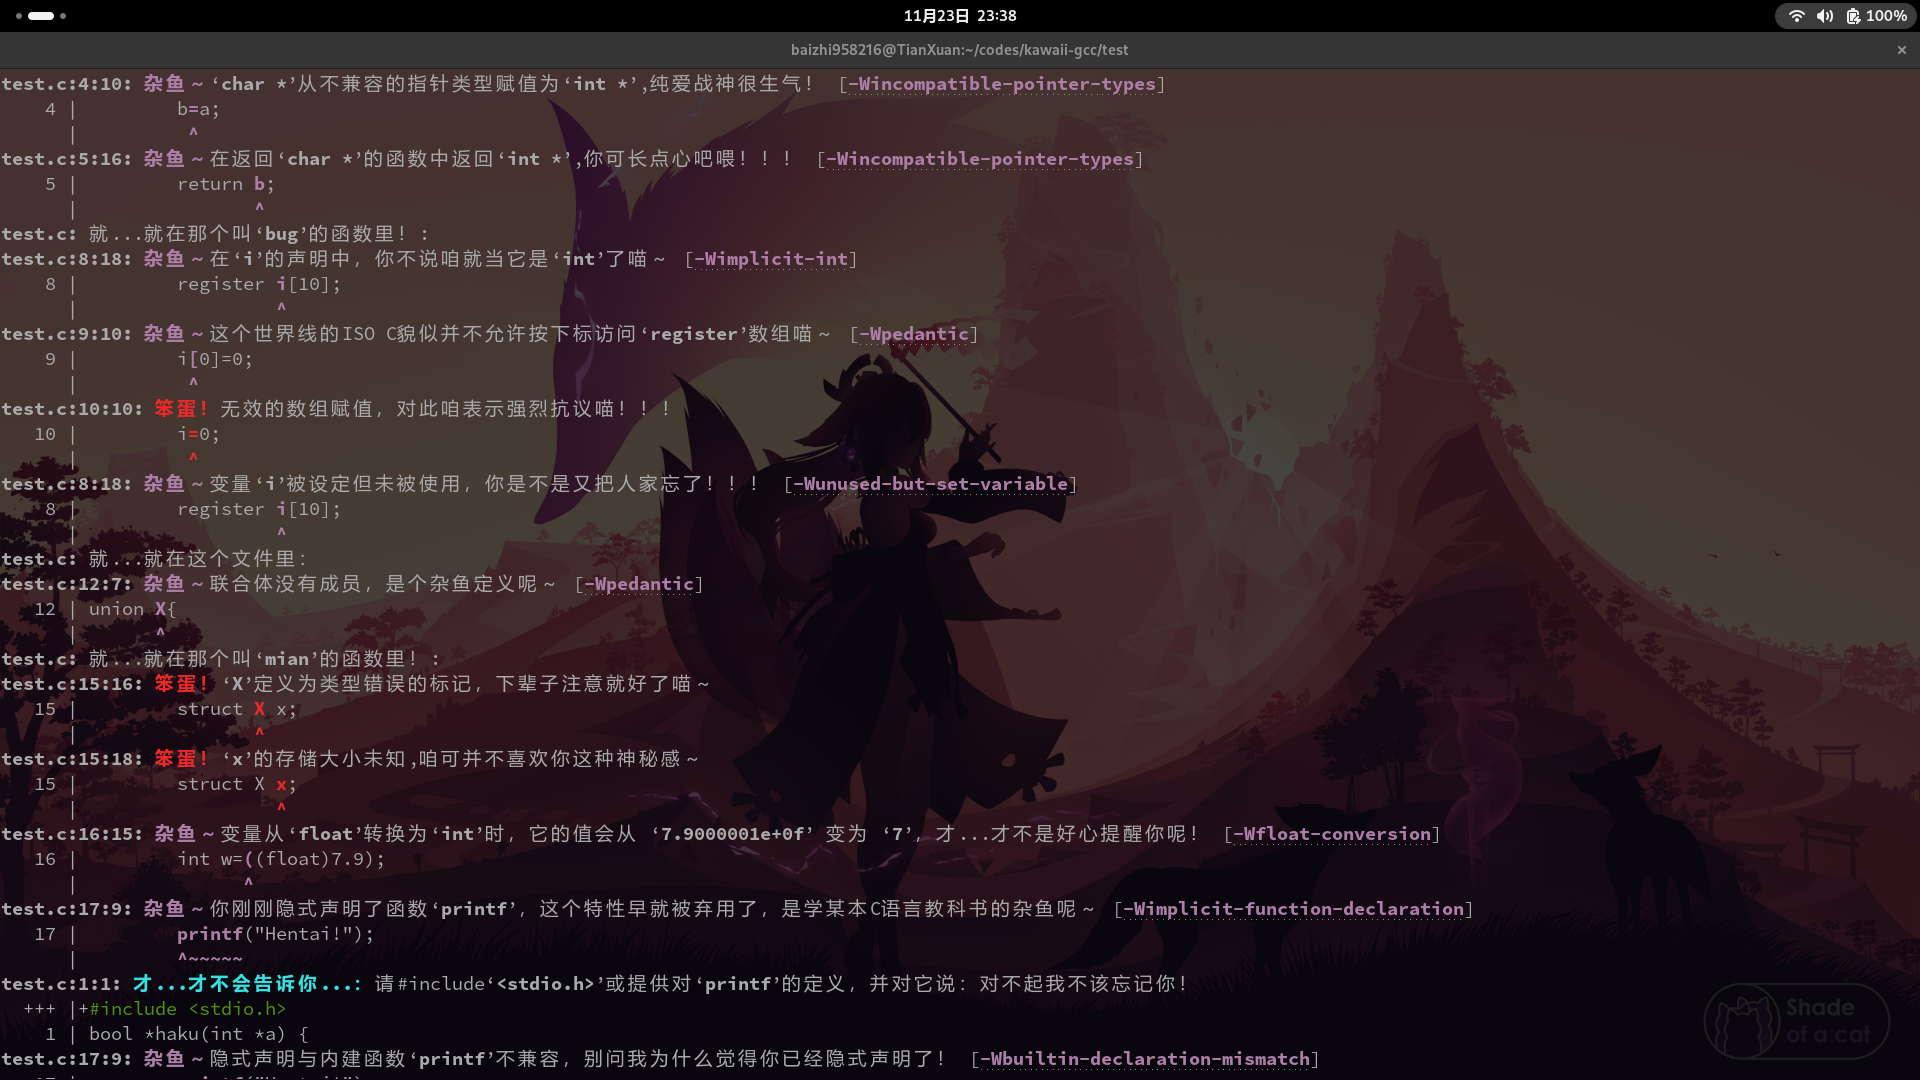 11月23日 23:38
100%
baizhi958216@TianXuan:~/codes/kawaii-gcc/test
test.c:4:10: 杂鱼~‘char *’从不兼容的指针类型赋值为‘int *’,纯爱战神很生气！ [-Wincompatible-pointer-types]
4 | b=a;
| ^
test.c:5:16: 杂鱼~在返回‘char *’的函数中返回‘int *’,你可长点心吧喂！！！ [-Wincompatible-pointer-types]
5 | return b;
| ^
test.c: 就...就在那个叫‘bug’的函数里！:
test.c:8:18: 杂鱼~在‘i’的声明中，你不说咱就当它是‘int’了喵~ [-Wimplicit-int]
8 | register i[10];
| ^
test.c:9:10: 杂鱼~这个世界线的ISO C貌似并不允许按下标访问‘register’数组喵~ [-Wpedantic]
9 | i[0]=0;
| ^
test.c:10:10: 笨蛋！无效的数组赋值，对此咱表示强烈抗议喵！！！
10 | i=0;
| ^
test.c:8:18: 杂鱼~变量‘i’被设定但未被使用，你是不是又把人家忘了！！！ [-Wunused-but-set-variable]
8 | register i[10];
| ^
test.c: 就...就在这个文件里：
test.c:12:7: 杂鱼~联合体没有成员，是个杂鱼定义呢~ [-Wpedantic]
12 | union X{
| ^
test.c: 就...就在那个叫‘mian’的函数里！:
test.c:15:16: 笨蛋！‘X’定义为类型错误的标记，下辈子注意就好了喵~
15 | struct X x;
| ^
test.c:15:18: 笨蛋！‘x’的存储大小未知,咱可并不喜欢你这种神秘感~
15 | struct X x;
| ^
test.c:16:15: 杂鱼~变量从‘float’转换为‘int’时，它的值会从 ‘7.9000001e+0f’ 变为 ‘7’，才...才不是好心提醒你呢！ [-Wfloat-conversion]
16 | int w=((float)7.9);
| ^
test.c:17:9: 杂鱼~你刚刚隐式声明了函数‘printf’，这个特性早就被弃用了，是学某本C语言教科书的杂鱼呢~ [-Wimplicit-function-declaration]
17 | printf("Hentai!");
| ^~~~~~
test.c:1:1: 才...才不会告诉你...: 请#include‘<stdio.h>’或提供对‘printf’的定义，并对它说：对不起我不该忘记你！
+++ |+#include <stdio.h>
1 | bool *haku(int *a) {
test.c:17:9: 杂鱼~隐式声明与内建函数‘printf’不兼容，别问我为什么觉得你已经隐式声明了！ [-Wbuiltin-declaration-mismatch]
Shade
of a cat